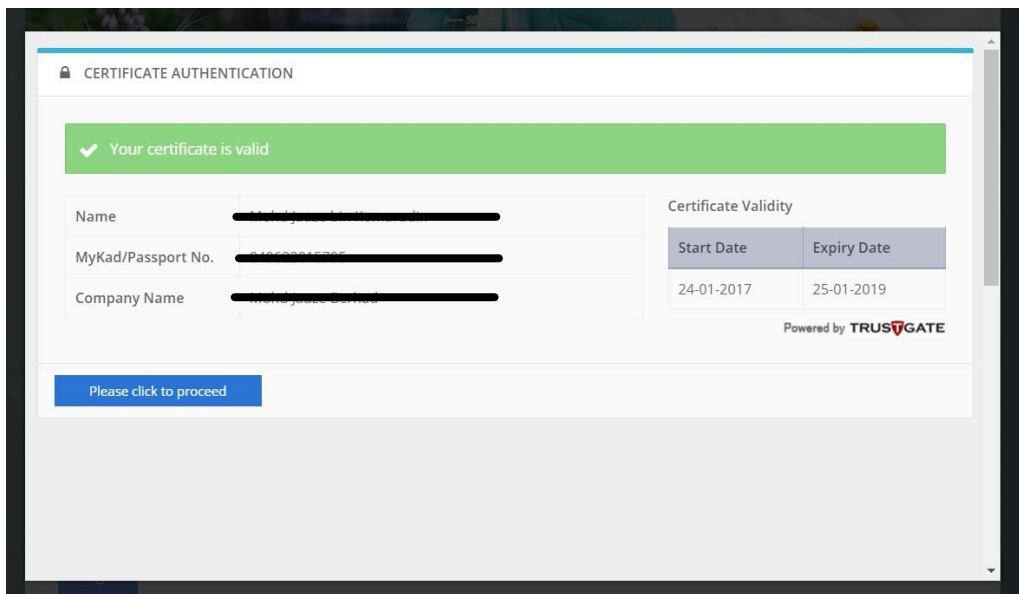 CERTIFICATE AUTHENTICATION
Your certificate is valid
Name
MyKad/Passport No.
Company Name
Certificate Validity
Start Date Expiry Date
24-01-2017 25-01-2019
Powered by TRUSTGATE
Please click to proceed